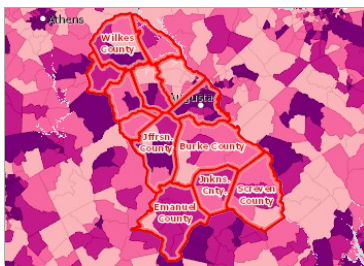 Athens
Wilkes
County
Augusta
Jffrsn.
County
Burke County
Jnkns.
Cnty.
Screven
County
Emanuel
County